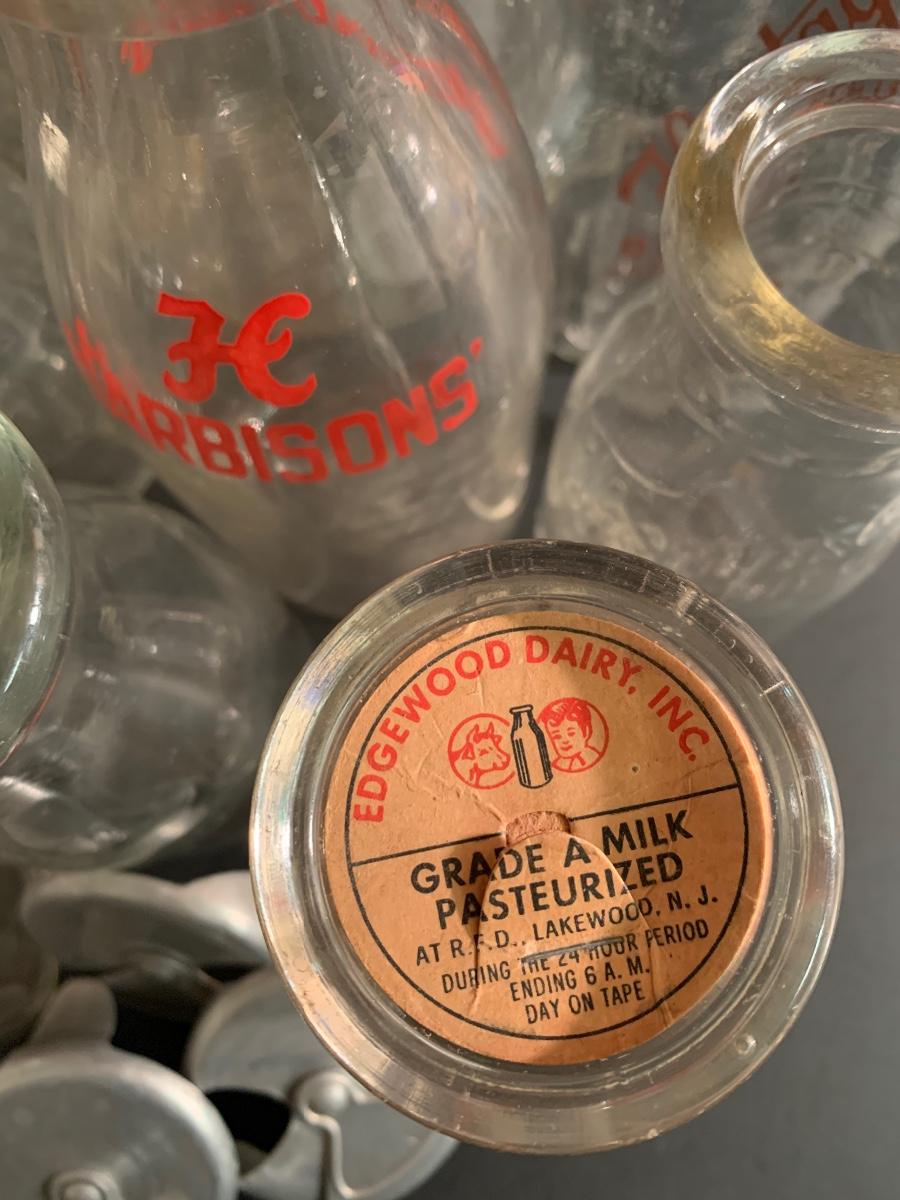 H
HARBISONS'
EDGEWOOD DAIRY, INC.
GRADE A MILK
PASTEURIZED
AT R.F.D., LAKEWOOD, N. J.
DURING THE 24 HOUR PERIOD
ENDING 6 A. M.
DAY ON TAPE